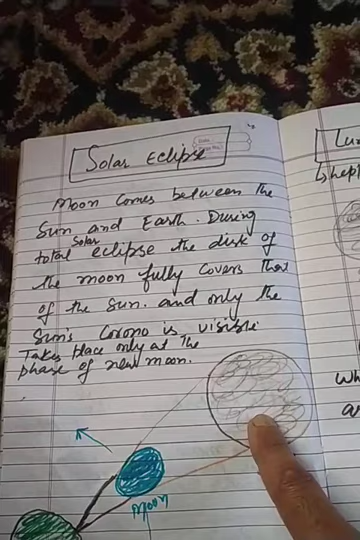 Solar Eclipse
Moon comes between the
Sun and Earth. During
total solar eclipse the disk of
the moon fully covers that
of the Sun. and only the
Sun's Corono is visible
Takes place only at the
phase of new moon.
Moon